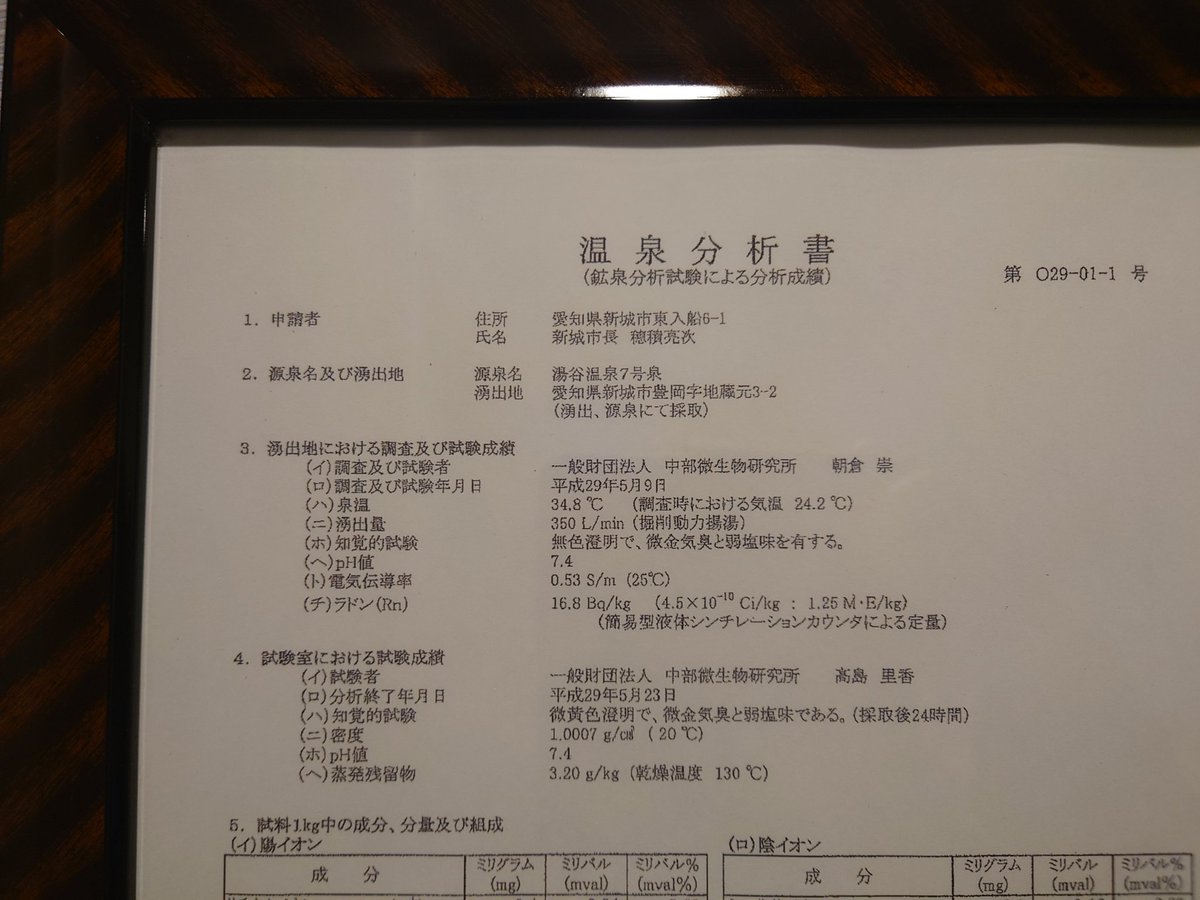 温泉分析書
(鉱泉分析試験による分析成績)
第 O29-01-1 号
1. 申請者 住所 愛知県新城市東入船6-1
氏名 新城市長 穂積亮次
2. 源泉名及び湧出地 源泉名 湯谷温泉7号泉
湧出地 愛知県新城市豊岡字地蔵元3-2
(湧出、源泉にて採取)
3. 湧出地における調査及び試験成績
(イ)調査及び試験者 一般財団法人 中部微生物研究所 朝倉 崇
(ロ)調査及び試験年月日 平成29年5月9日
(ハ)泉温 34.8 ℃ (調査時における気温 24.2 ℃)
(ニ)湧出量 350 L/min (掘削動力揚湯)
(ホ)知覚的試験 無色澄明で、微金気臭と弱塩味を有する。
(ヘ)pH値 7.4
(ト)電気伝導率 0.53 S/m (25℃)
(チ)ラドン(Rn) 16.8 Bq/kg (4.5×10⁻¹⁰ Ci/kg : 1.25 M・E/kg)
(簡易型液体シンチレーションカウンタによる定量)
4. 試験室における試験成績
(イ)試験者 一般財団法人 中部微生物研究所 高島 里香
(ロ)分析終了年月日 平成29年5月23日
(ハ)知覚的試験 微黄色澄明で、微金気臭と弱塩味である。(採取後24時間)
(ニ)密度 1.0007 g/c㎥ ( 20 ℃)
(ホ)pH値 7.4
(ヘ)蒸発残留物 3.20 g/kg (乾燥温度 130 ℃)
5. 試料1kg中の成分、分量及び組成
(イ)陽イオン (ロ)陰イオン
成 分 ミリグラム (mg) ミリバル (mval) ミリバル% (mval%) 成 分 ミリグラム (mg) ミリバル (mval) ミリバル% (mval%)